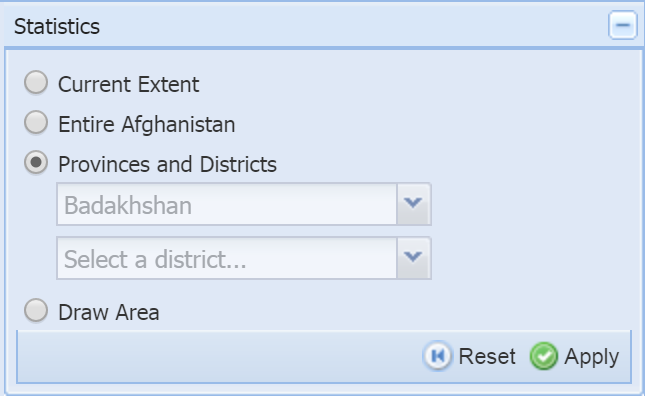 Statistics
Current Extent
Entire Afghanistan
Provinces and Districts
Badakhshan
Select a district...
Draw Area
Reset Apply